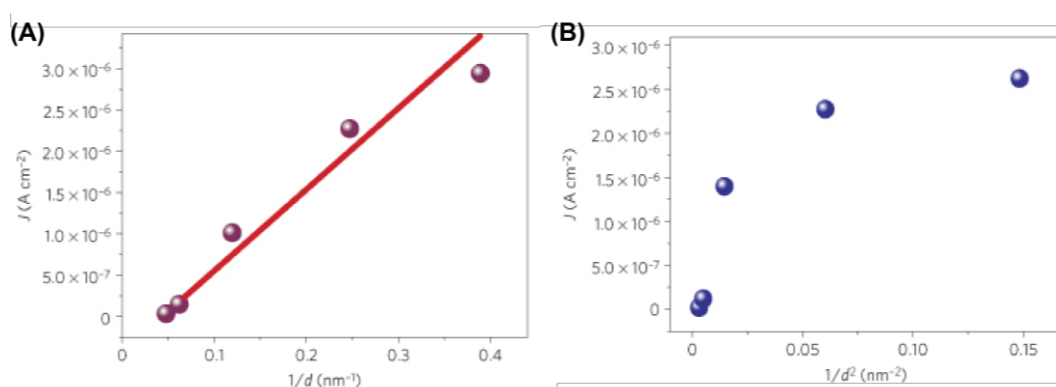 (A)
3.0 × 10⁻⁶
2.5 × 10⁻⁶
2.0 × 10⁻⁶
1.5 × 10⁻⁶
1.0 × 10⁻⁶
5.0 × 10⁻⁷
0
J (A cm⁻²)
0 0.1 0.2 0.3 0.4
1/d (nm⁻¹)
(B)
3.0 × 10⁻⁶
2.5 × 10⁻⁶
2.0 × 10⁻⁶
1.5 × 10⁻⁶
1.0 × 10⁻⁶
5.0 × 10⁻⁷
0
J (A cm⁻²)
0 0.05 0.10 0.15
1/d² (nm⁻²)